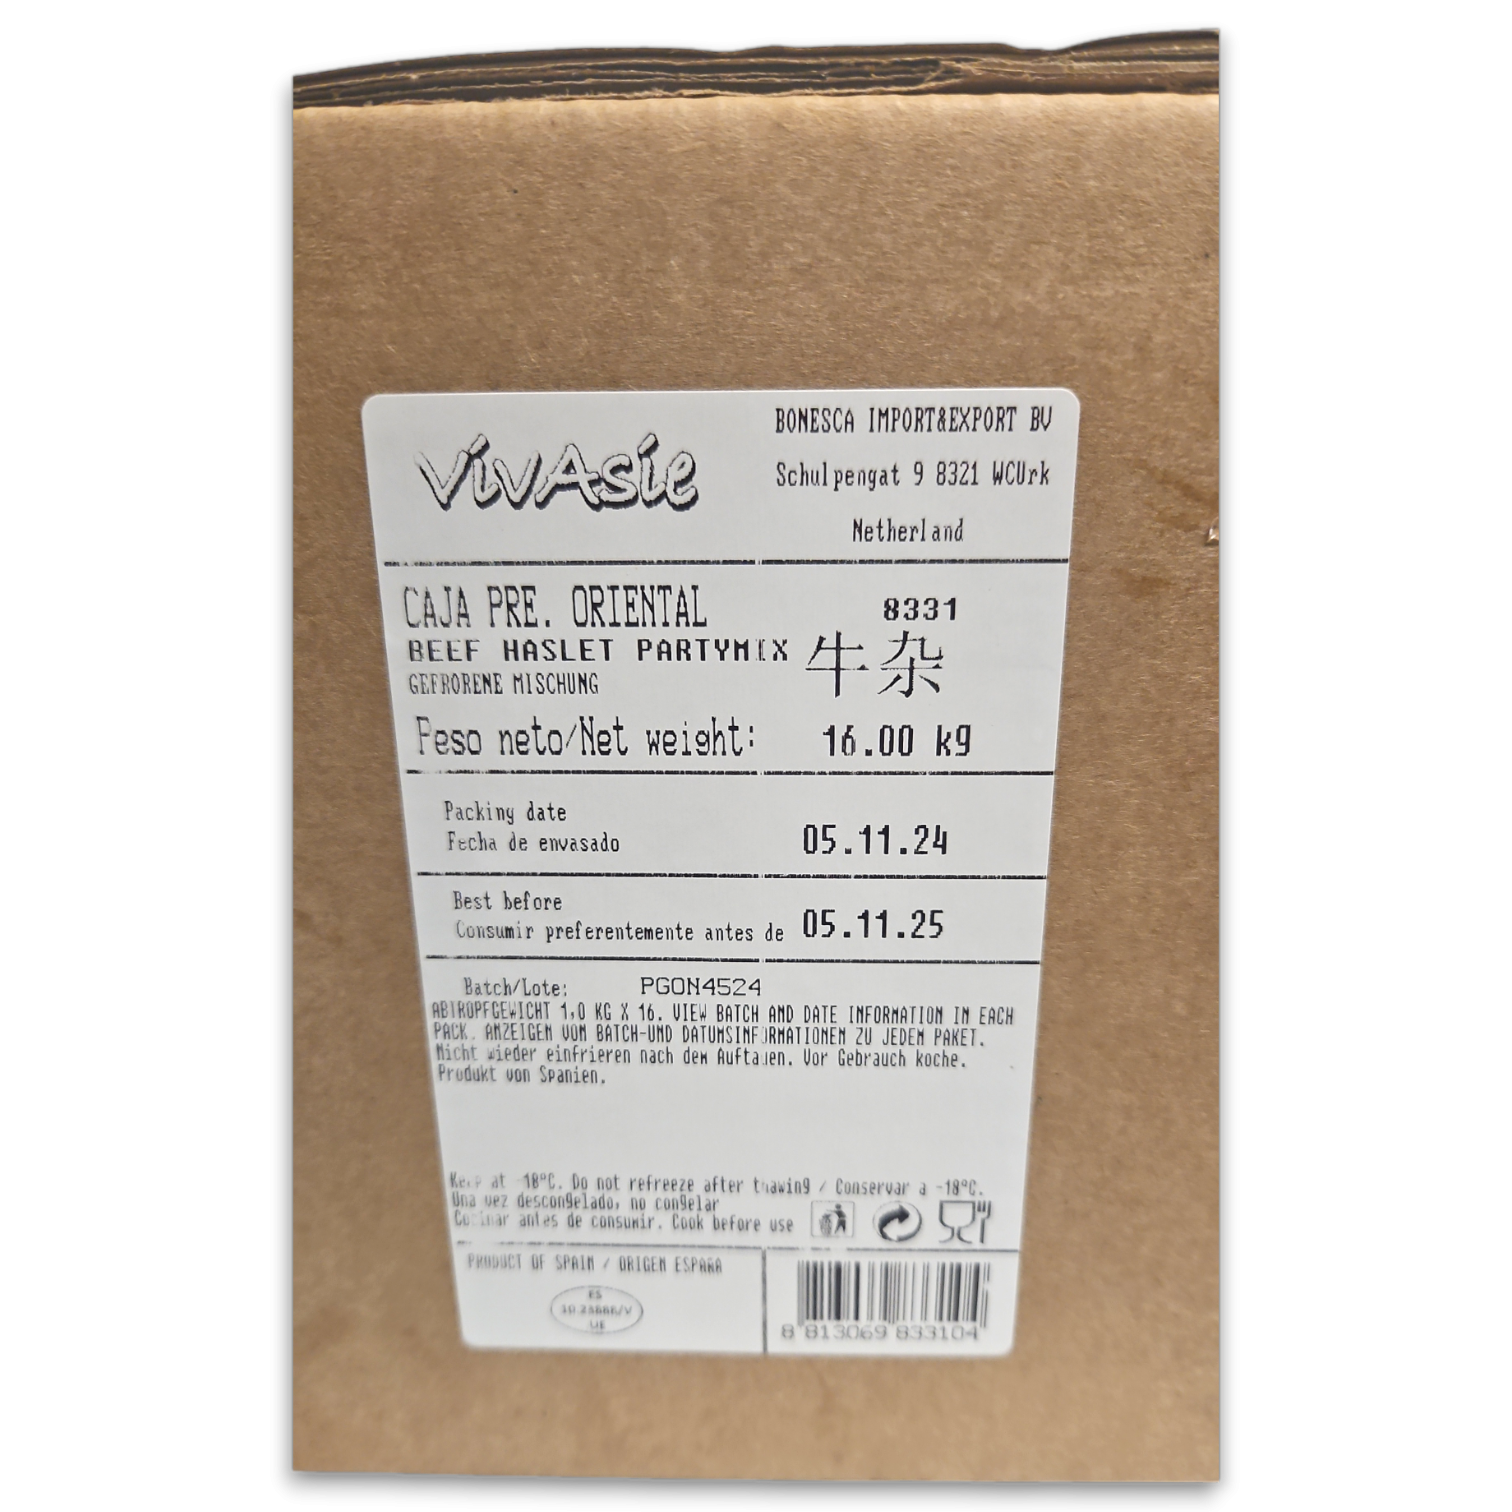 VivAsie
BONESCA IMPORT&EXPORT BV
Schulpengat 9 8321 WCUrk
Netherland
CAJA PRE. ORIENTAL
8331
BEEF HASLET PARTYMIX
牛杂
GEFRORENE MISCHUNG
Peso neto/Net weight:
16.00 kg
Packing date
Fecha de envasado
05.11.24
Best before
Consumir preferentemente antes de
05.11.25
Batch/Lote: PGON4524
ABTROPFGEWICHT 1,0 KG X 16. VIEW BATCH AND DATE INFORMATION IN EACH
PACK. ANZEIGEN VON BATCH-UND DATUMSINFORMATIONEN ZU JEDEM PAKET.
Nicht wieder einfrieren nach dem Auftauen. Vor Gebrauch koche.
Produkt von Spanien.
Keep at -18ºC. Do not refreeze after thawing / Conservar a -18ºC.
Una vez descongelado, no congelar
Cocinar antes de consumir. Cook before use
PRODUCT OF SPAIN / ORIGEN ESPAÑA
ES
UE
8 813069 833104